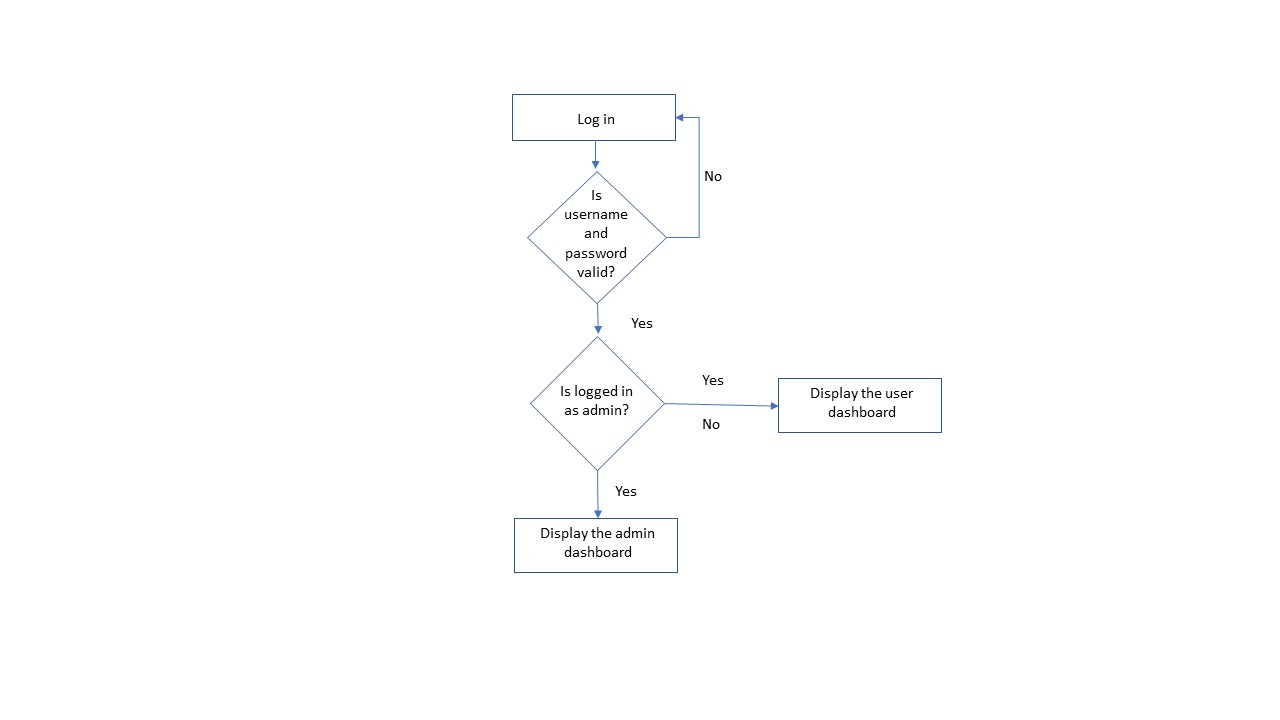 Log in
No
Is
username
and
password
valid?
Yes
Is logged in
as admin?
Yes
No
Display the user
dashboard
Yes
Display the admin
dashboard